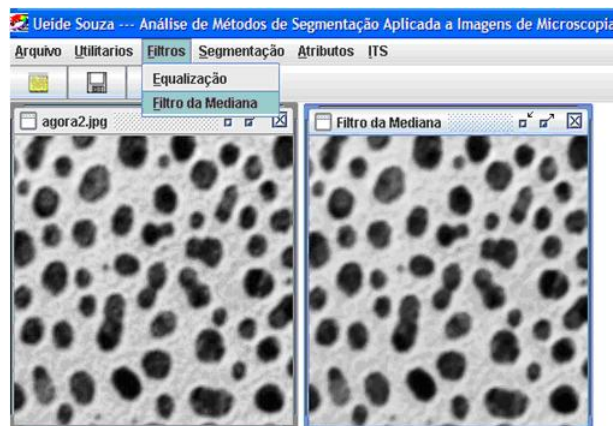 Ueide Souza --- Análise de Métodos de Segmentação Aplicada a Imagens de Microscopia
Arquivo Utilitarios Filtros Segmentação Atributos ITS
Equalização
Filtro da Mediana
agora2.jpg
Filtro da Mediana